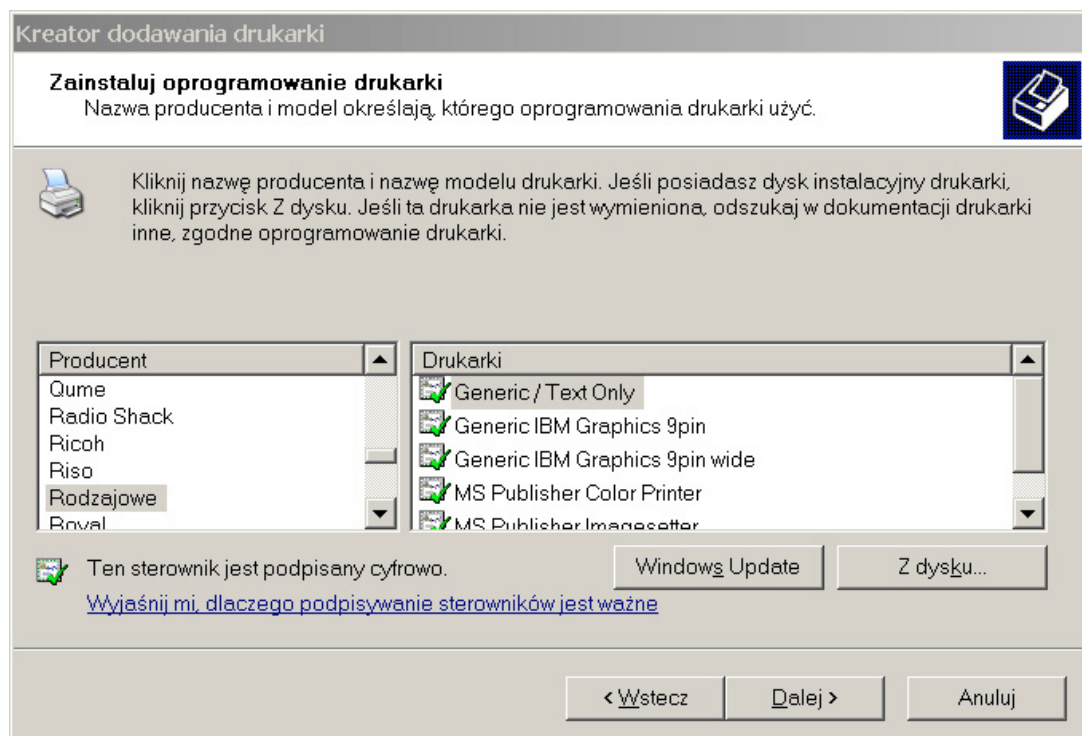 Kreator dodawania drukarki
Zainstaluj oprogramowanie drukarki
Nazwa producenta i model określają, którego oprogramowania drukarki użyć.
Kliknij nazwę producenta i nazwę modelu drukarki. Jeśli posiadasz dysk instalacyjny drukarki,
kliknij przycisk Z dysku. Jeśli ta drukarka nie jest wymieniona, odszukaj w dokumentacji drukarki
inne, zgodne oprogramowanie drukarki.
Producent
Qume
Radio Shack
Ricoh
Riso
Rodzajowe
Royal
Drukarki
Generic / Text Only
Generic IBM Graphics 9pin
Generic IBM Graphics 9pin wide
MS Publisher Color Printer
MS Publisher Imagesetter
Ten sterownik jest podpisany cyfrowo.
Wyjaśnij mi, dlaczego podpisywanie sterowników jest ważne
Windows Update
Z dysku...
< Wstecz
Dalej >
Anuluj